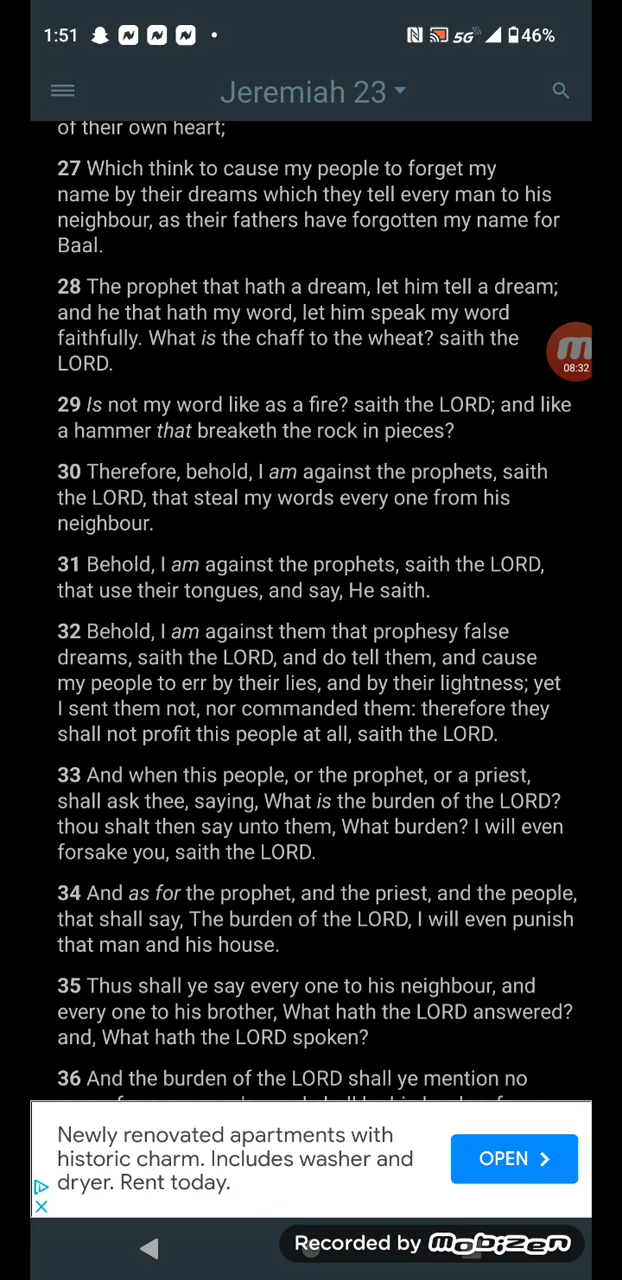 1:51
5G
46%
Jeremiah 23
of their own heart;
27 Which think to cause my people to forget my
name by their dreams which they tell every man to his
neighbour, as their fathers have forgotten my name for
Baal.
28 The prophet that hath a dream, let him tell a dream;
and he that hath my word, let him speak my word
faithfully. What is the chaff to the wheat? saith the
LORD.
08:32
29 Is not my word like as a fire? saith the LORD; and like
a hammer that breaketh the rock in pieces?
30 Therefore, behold, I am against the prophets, saith
the LORD, that steal my words every one from his
neighbour.
31 Behold, I am against the prophets, saith the LORD,
that use their tongues, and say, He saith.
32 Behold, I am against them that prophesy false
dreams, saith the LORD, and do tell them, and cause
my people to err by their lies, and by their lightness; yet
I sent them not, nor commanded them: therefore they
shall not profit this people at all, saith the LORD.
33 And when this people, or the prophet, or a priest,
shall ask thee, saying, What is the burden of the LORD?
thou shalt then say unto them, What burden? I will even
forsake you, saith the LORD.
34 And as for the prophet, and the priest, and the people,
that shall say, The burden of the LORD, I will even punish
that man and his house.
35 Thus shall ye say every one to his neighbour, and
every one to his brother, What hath the LORD answered?
and, What hath the LORD spoken?
36 And the burden of the LORD shall ye mention no
Newly renovated apartments with
historic charm. Includes washer and
dryer. Rent today.
OPEN
Recorded by Mobizen